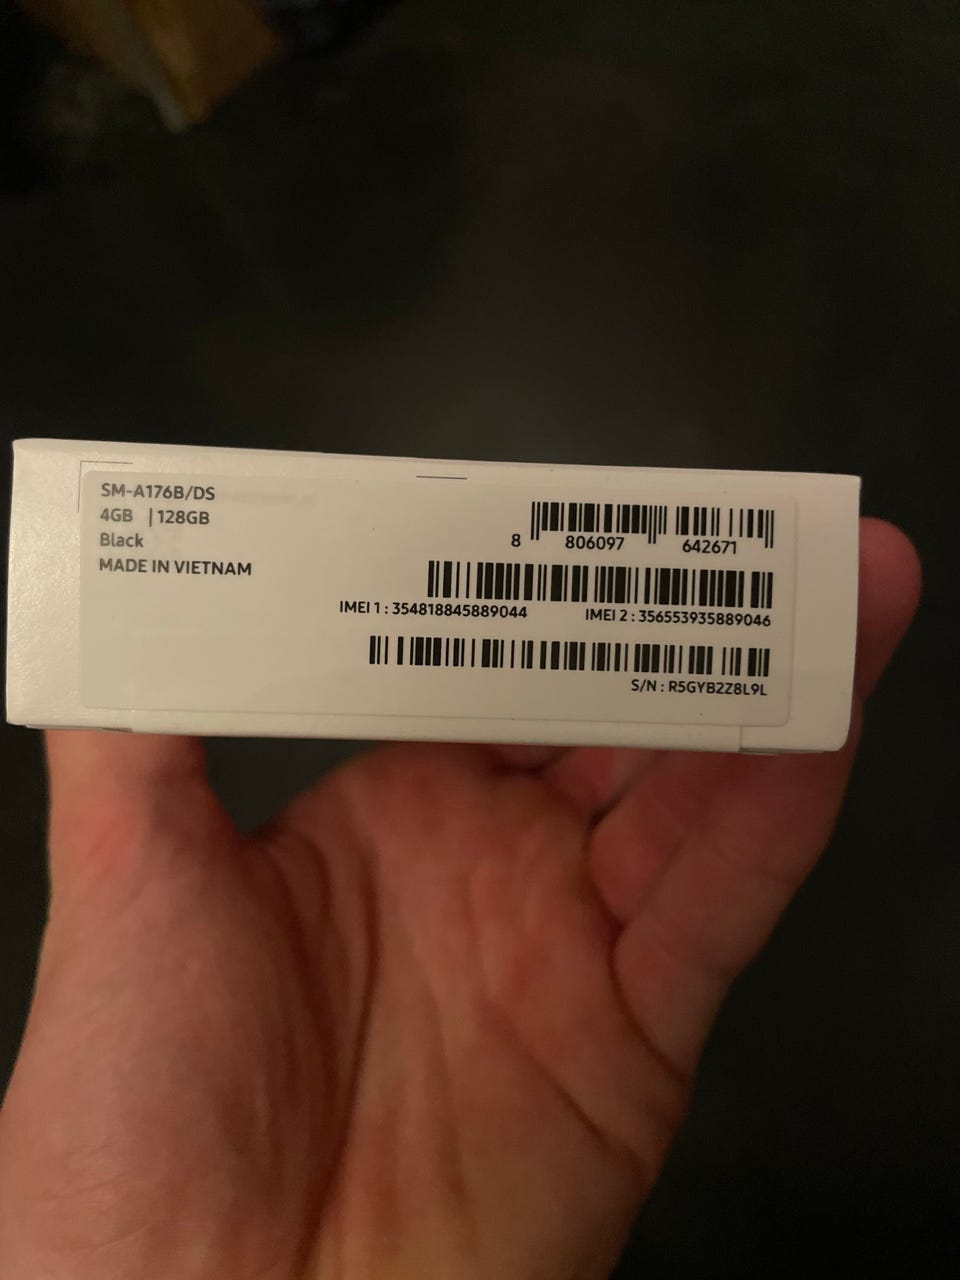 SM-A176B/DS
4GB | 128GB
Black
MADE IN VIETNAM
8 806097 642671
IMEI 1 : 354818845889044 IMEI 2 : 356553935889046
S/N : R5GYB2Z8L9L